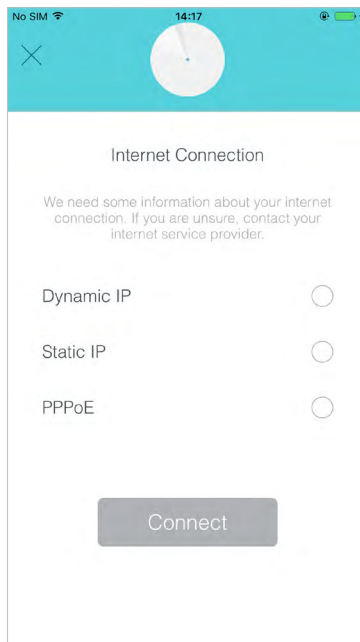 No SIM 14:17
Internet Connection
We need some information about your internet
connection. If you are unsure, contact your
internet service provider.
Dynamic IP
Static IP
PPPoE
Connect